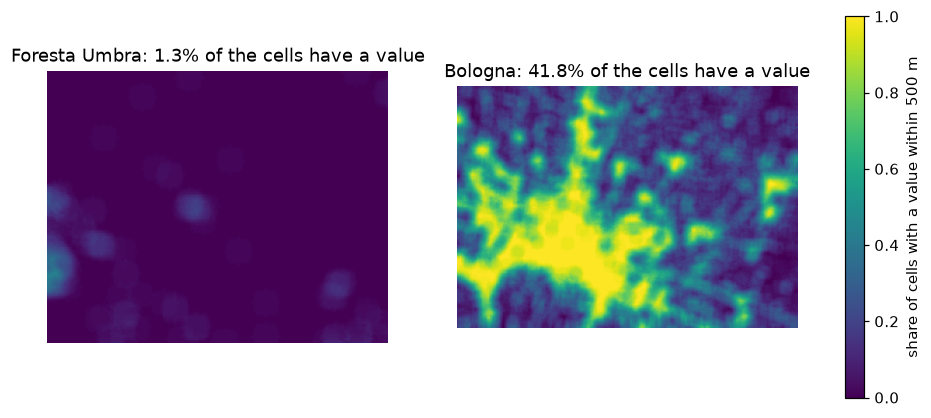 Foresta Umbra: 1.3% of the cells have a value
Bologna: 41.8% of the cells have a value
1.0
0.8
0.6
0.4
0.2
0.0
share of cells with a value within 500 m